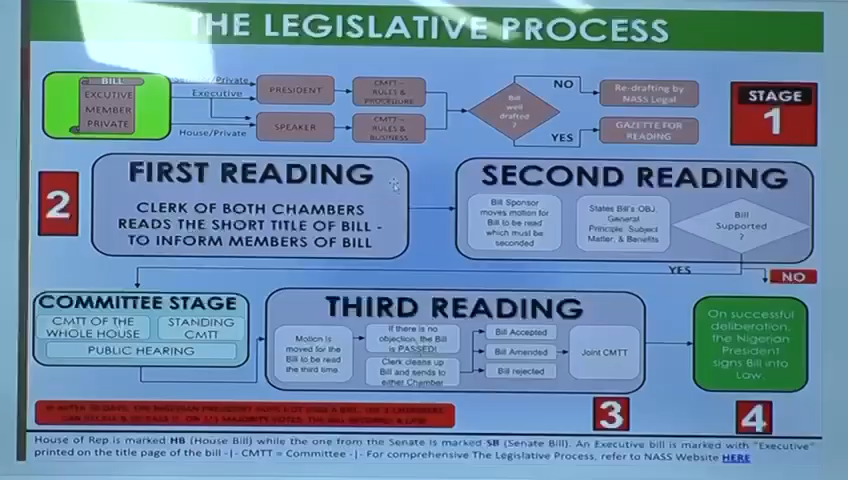 THE LEGISLATIVE PROCESS
BILL
EXCUTIVE
MEMBER
PRIVATE
/Private
Executive
House/Private
PRESIDENT
SPEAKER
CMTT –
RULES &
PROCEDURE
CMTT –
RULES &
BUSINESS
Bill
well
drafted
?
NO
YES
Re-drafting by
NASS Legal
GAZETTE FOR
READING
STAGE
1
2
FIRST READING
CLERK OF BOTH CHAMBERS
READS THE SHORT TITLE OF BILL -
TO INFORM MEMBERS OF BILL
SECOND READING
Bill Sponsor
moves motion for
Bill to be read
which must be
seconded
States Bill's OBJ,
General
Principle, Subject
Matter, & Benefits
Bill
Supported
?
YES
NO
COMMITTEE STAGE
CMTT OF THE
WHOLE HOUSE
STANDING
CMTT
PUBLIC HEARING
THIRD READING
Motion is
moved for the
Bill to be read
the third time.
If there is no
objection, the Bill
is PASSED!
Clerk cleans up
Bill and sends to
either Chamber
Bill Accepted
Bill Amended
Bill rejected
Joint CMTT
On successful
deliberation,
the Nigerian
President
signs Bill into
Law.
3
4
House of Rep is marked HB (House Bill) while the one from the Senate is marked SB (Senate Bill). An Executive bill is marked with "Executive"
printed on the title page of the bill -|- CMTT = Committee -|- For comprehensive The Legislative Process, refer to NASS Website HERE